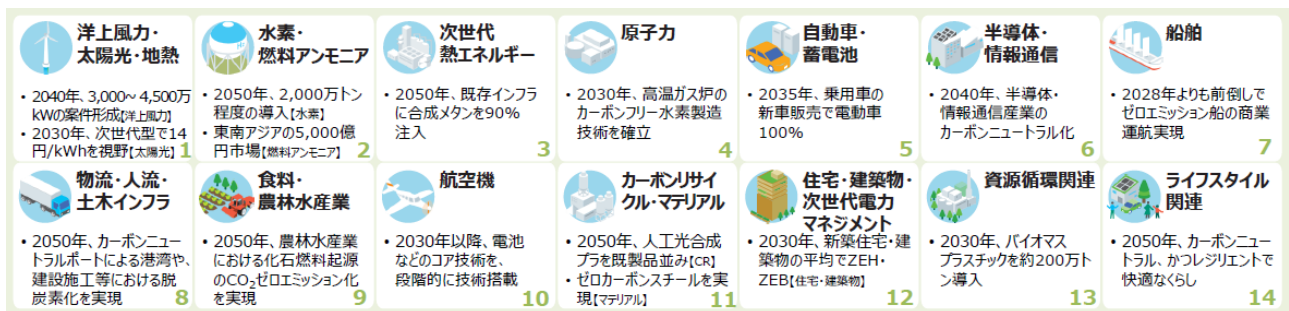 洋上風力・
太陽光・地熱
・2040年、3,000~4,500万
kWの案件形成【洋上風力】
・2030年、次世代型で14
円/kWhを視野【太陽光】
1
水素・
燃料アンモニア
・2050年、2,000万トン
程度の導入【水素】
・東南アジアの5,000億
円市場【燃料アンモニア】
2
次世代
熱エネルギー
・2050年、既存インフラ
に合成メタンを90%
注入
3
原子力
・2030年、高温ガス炉の
カーボンフリー水素製造
技術を確立
4
自動車・
蓄電池
・2035年、乗用車の
新車販売で電動車
100%
5
半導体・
情報通信
・2040年、半導体・
情報通信産業の
カーボンニュートラル化
6
船舶
・2028年よりも前倒しで
ゼロエミッション船の商業
運航実現
7
物流・人流・
土木インフラ
・2050年、カーボンニュー
トラルポートによる港湾や、
建設施工等における脱
炭素化を実現
8
食料・
農林水産業
・2050年、農林水産業
における化石燃料起源
のCO₂ゼロエミッション化
を実現
9
航空機
・2030年以降、電池
などのコア技術を、
段階的に技術搭載
10
カーボンリサイ
クル・マテリアル
・2050年、人工光合成
プラを既製品並み【CR】
・ゼロカーボンスチールを実
現【マテリアル】
11
住宅・建築物・
次世代電力
マネジメント
・2030年、新築住宅・建
築物の平均でZEH・
ZEB【住宅・建築物】
12
資源循環関連
・2030年、バイオマス
プラスチックを約200万ト
ン導入
13
ライフスタイル
関連
・2050年、カーボンニュー
トラル、かつレジリエントで
快適なくらし
14